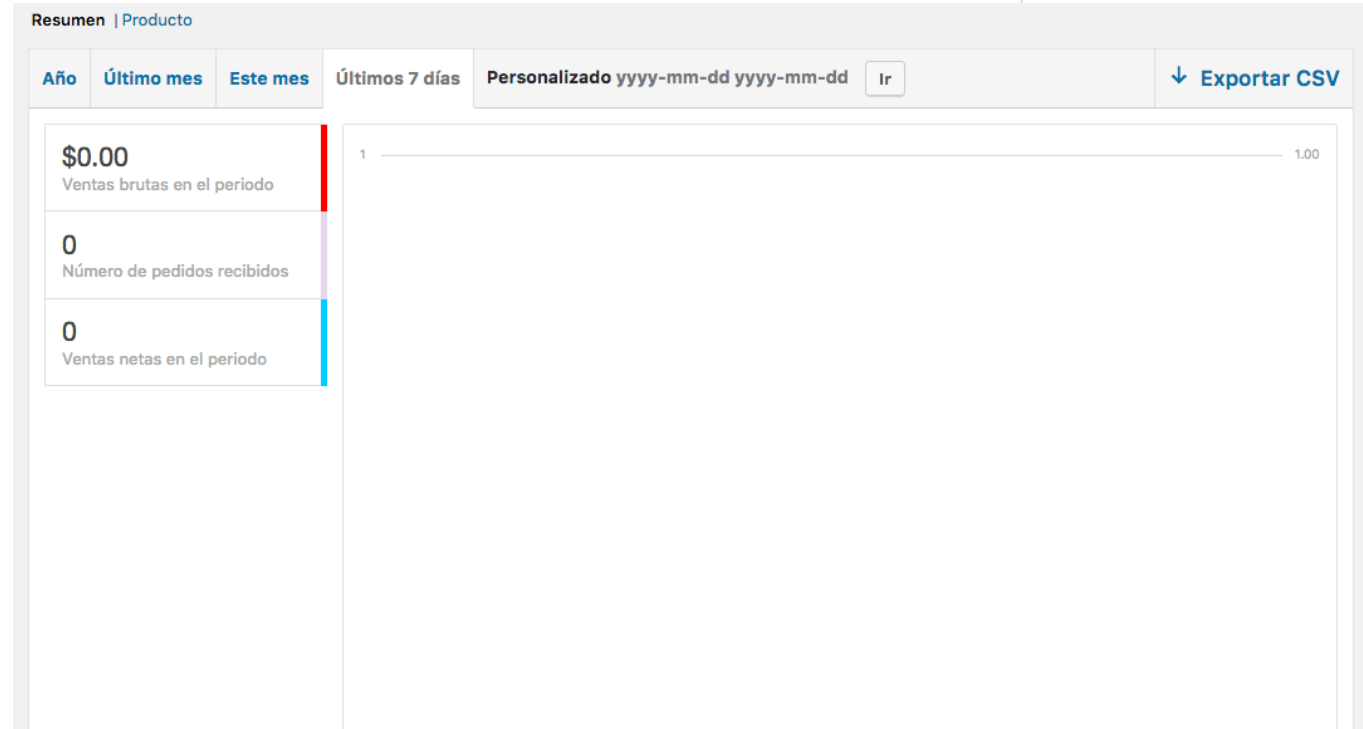 Resumen | Producto
Año Último mes Este mes Últimos 7 días Personalizado yyyy-mm-dd yyyy-mm-dd Ir Exportar CSV
$0.00
Ventas brutas en el periodo
1 1.00
0
Número de pedidos recibidos
0
Ventas netas en el periodo